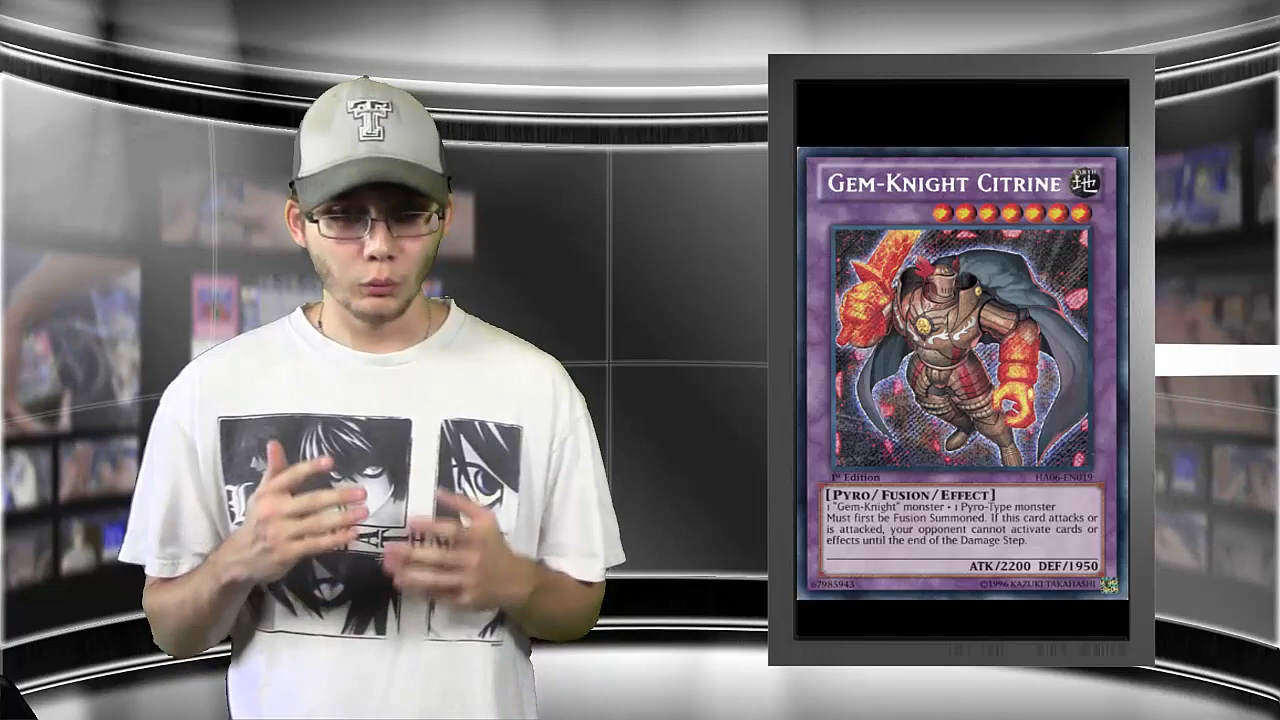 T
L
AT
H
GEM-KNIGHT CITRINE
EARTH
地
1st Edition
HA06-EN019
[PYRO/FUSION/EFFECT]
1 "Gem-Knight" monster • 1 Pyro-Type monster
Must first be Fusion Summoned. If this card attacks or
is attacked, your opponent cannot activate cards or
effects until the end of the Damage Step.
ATK/2200 DEF/1950
67985943
©1996 KAZUKI TAKAHASHI